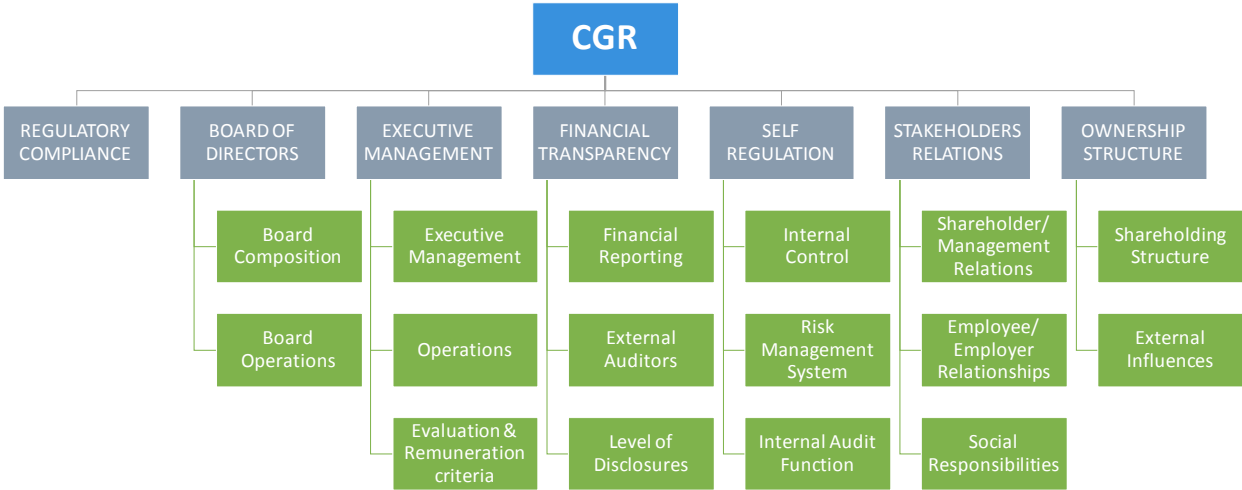 CGR
REGULATORY
COMPLIANCE
BOARD OF
DIRECTORS
EXECUTIVE
MANAGEMENT
FINANCIAL
TRANSPARENCY
SELF
REGULATION
STAKEHOLDERS
RELATIONS
OWNERSHIP
STRUCTURE
Board
Composition
Executive
Management
Financial
Reporting
Internal
Control
Shareholder/
Management
Relations
Shareholding
Structure
Board
Operations
Operations
External
Auditors
Risk
Management
System
Employee/
Employer
Relationships
External
Influences
Evaluation &
Remuneration
criteria
Level of
Disclosures
Internal Audit
Function
Social
Responsibilities